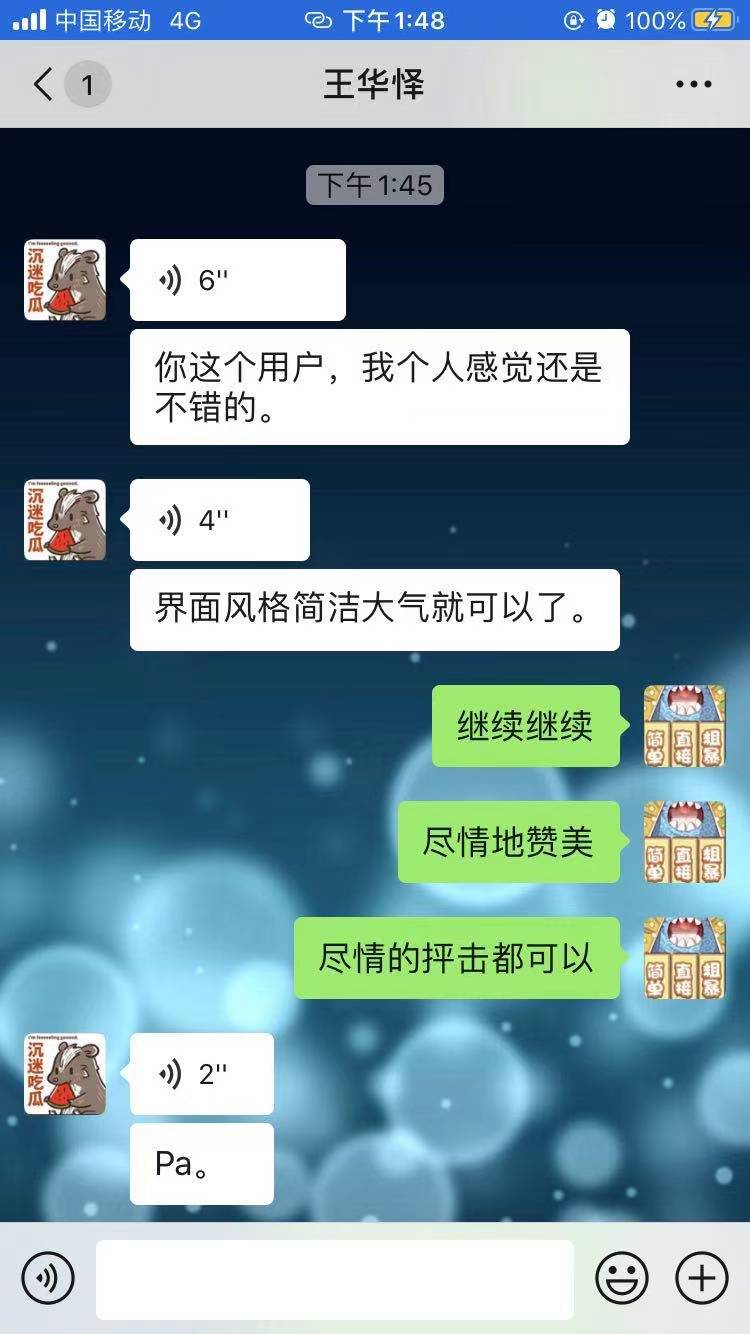 中国移动 4G 下午1:48 100%
1 王华怿
下午1:45
I'm feeeeeling gooood.
沉迷吃瓜
6"
你这个用户，我个人感觉还是
不错的。
I'm feeeeeling gooood.
沉迷吃瓜
4"
界面风格简洁大气就可以了。
继续继续
简单 直接 粗暴
尽情地赞美
简单 直接 粗暴
尽情的抨击都可以
简单 直接 粗暴
I'm feeeeeling gooood.
沉迷吃瓜
2"
Pa。